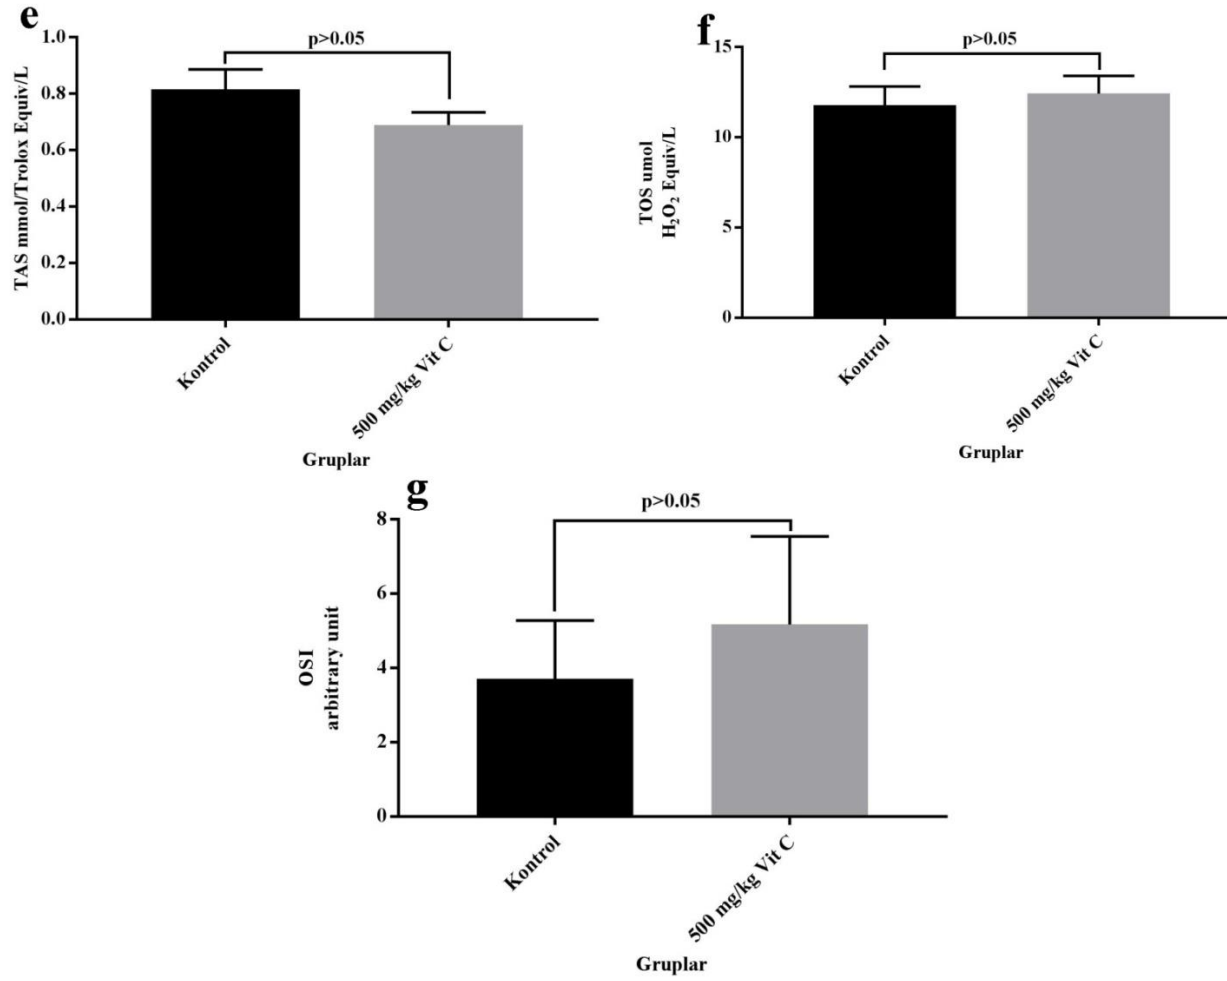 e
p>0.05
1.0
0.8
0.6
0.4
0.2
0.0
TAS mmol/Trolox Equiv/L
Kontrol
500 mg/kg Vit C
Gruplar
f
p>0.05
15
10
5
0
TOS umol
H₂O₂ Equiv/L
Kontrol
500 mg/kg Vit C
Gruplar
g
p>0.05
8
6
4
2
0
OSI
arbitrary unit
Kontrol
500 mg/kg Vit C
Gruplar